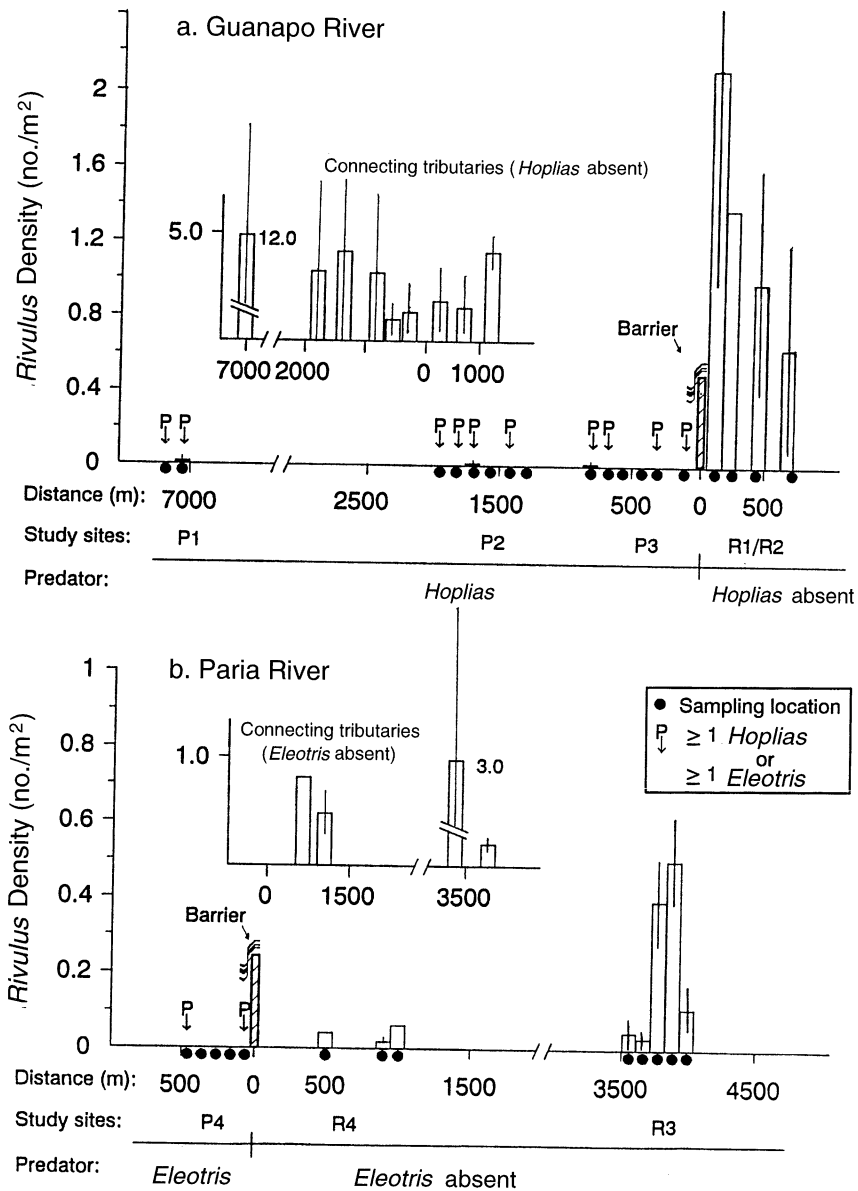 a. Guanapo River
Rivulus Density (no./m²)
2
1.6
1.2
0.8
0.4
0
Connecting tributaries (Hoplias absent)
5.0
12.0
7000 2000 0 1000
Barrier
P P P P P P P P P P
Distance (m): 7000 2500 1500 500 0 500
Study sites: P1 P2 P3 R1/R2
Predator: Hoplias Hoplias absent
b. Paria River
Rivulus Density (no./m²)
1
0.8
0.6
0.4
0.2
0
Connecting tributaries
(Eleotris absent)
1.0
3.0
0 1500 3500
Sampling location
P ≥ 1 Hoplias
or
≥ 1 Eleotris
Barrier
P P
Distance (m): 500 0 500 1500 3500 4500
Study sites: P4 R4 R3
Predator: Eleotris Eleotris absent